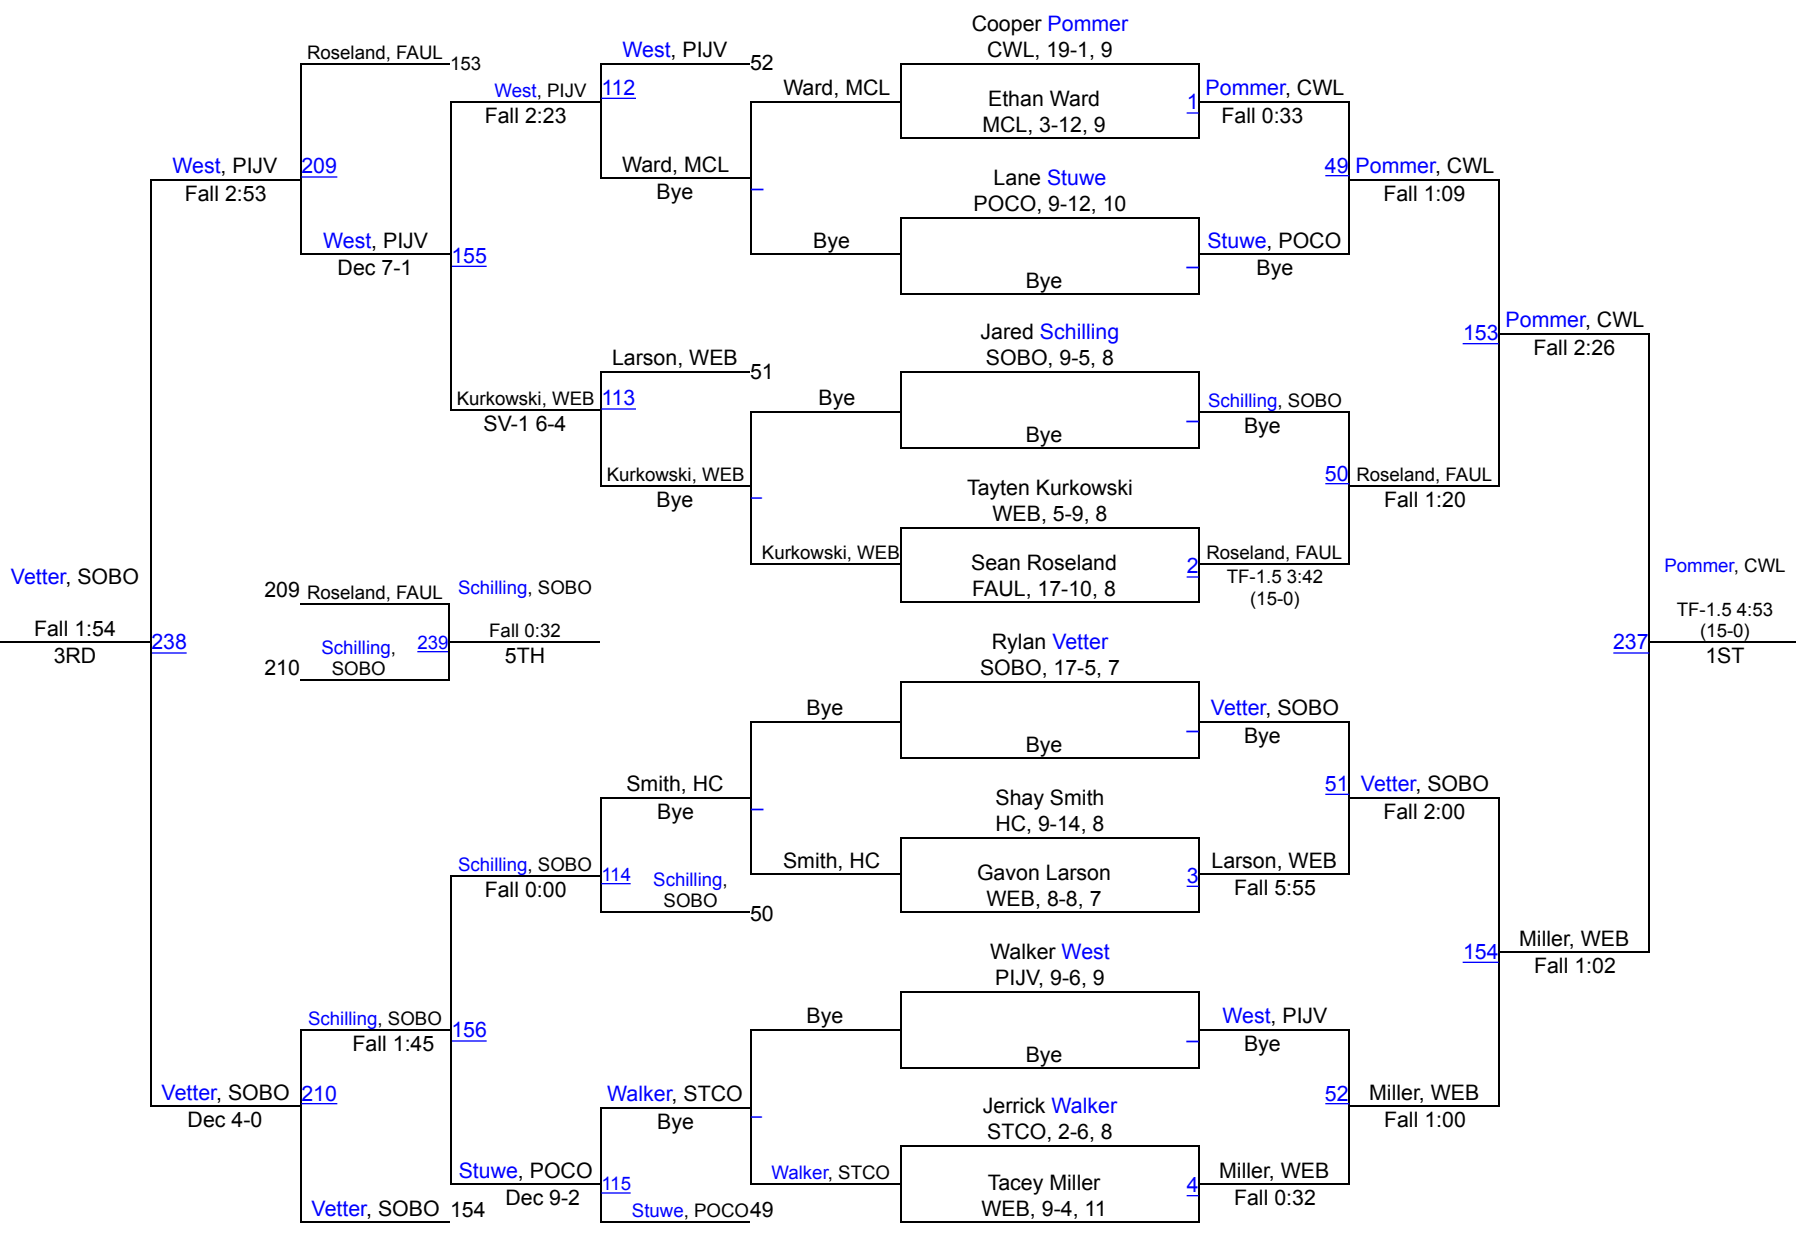 Cooper Pommer
CWL, 19-1, 9
Roseland, FAUL
153
West, PIJV
52
West, PIJV
112
Fall 2:23
Ward, MCL
Ethan Ward
MCL, 3-12, 9
1
Pommer, CWL
Fall 0:33
West, PIJV
209
Fall 2:53
Ward, MCL
Bye
Lane Stuwe
POCO, 9-12, 10
49
Pommer, CWL
Fall 1:09
West, PIJV
155
Dec 7-1
Bye
Bye
Stuwe, POCO
Bye
Jared Schilling
SOBO, 9-5, 8
153
Pommer, CWL
Fall 2:26
Larson, WEB
51
Kurkowski, WEB
113
SV-1 6-4
Bye
Bye
Schilling, SOBO
Bye
Kurkowski, WEB
Bye
Tayten Kurkowski
WEB, 5-9, 8
50
Roseland, FAUL
Fall 1:20
Kurkowski, WEB
Sean Roseland
FAUL, 17-10, 8
2
Roseland, FAUL
TF-1.5 3:42
(15-0)
Vetter, SOBO
Fall 1:54
3RD
238
209
Roseland, FAUL
Schilling,
SOBO
210
239
Schilling, SOBO
Fall 0:32
5TH
Rylan Vetter
SOBO, 17-5, 7
237
Pommer, CWL
TF-1.5 4:53
(15-0)
1ST
Bye
Bye
Vetter, SOBO
Bye
Smith, HC
Bye
Shay Smith
HC, 9-14, 8
51
Vetter, SOBO
Fall 2:00
Schilling, SOBO
114
Fall 0:00
Schilling,
SOBO
50
Smith, HC
Gavon Larson
WEB, 8-8, 7
3
Larson, WEB
Fall 5:55
Walker West
PIJV, 9-6, 9
154
Miller, WEB
Fall 1:02
Schilling, SOBO
156
Fall 1:45
Bye
Bye
West, PIJV
Bye
Vetter, SOBO
210
Dec 4-0
Walker, STCO
Bye
Jerrick Walker
STCO, 2-6, 8
52
Miller, WEB
Fall 1:00
Stuwe, POCO
115
Dec 9-2
Walker, STCO
Tacey Miller
WEB, 9-4, 11
4
Miller, WEB
Fall 0:32
Vetter, SOBO
154
Stuwe, POCO
49